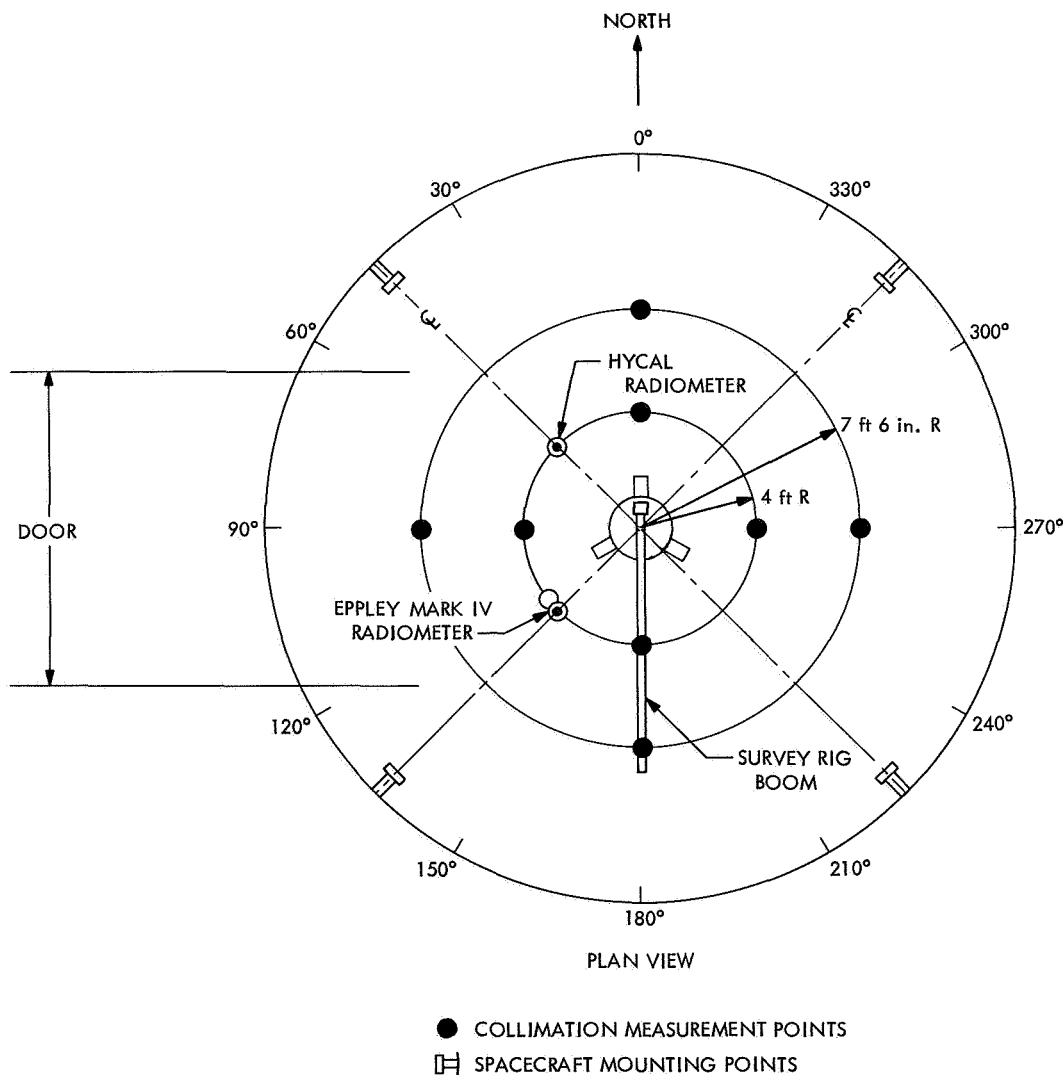 NORTH
0°
30°
330°
60°
300°
HYCAL
RADIOMETER
7 ft 6 in. R
4 ft R
DOOR
90°
270°
EPPLEY MARK IV
RADIOMETER
120°
240°
SURVEY RIG
BOOM
150°
210°
180°
PLAN VIEW
COLLIMATION MEASUREMENT POINTS
SPACECRAFT MOUNTING POINTS